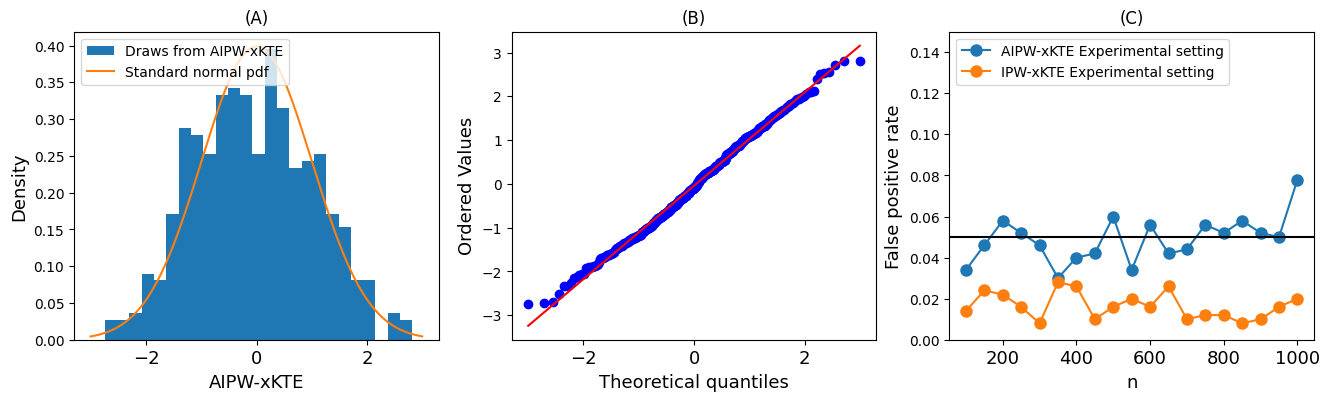 (A)
Draws from AIPW-xKTE
Standard normal pdf
Density
0.40
0.35
0.30
0.25
0.20
0.15
0.10
0.05
0.00
−2
0
2
AIPW-xKTE
(B)
Ordered Values
3
2
1
0
−1
−2
−3
−2
0
2
Theoretical quantiles
(C)
AIPW-xKTE Experimental setting
IPW-xKTE Experimental setting
False positive rate
0.14
0.12
0.10
0.08
0.06
0.04
0.02
0.00
200
400
600
800
1000
n